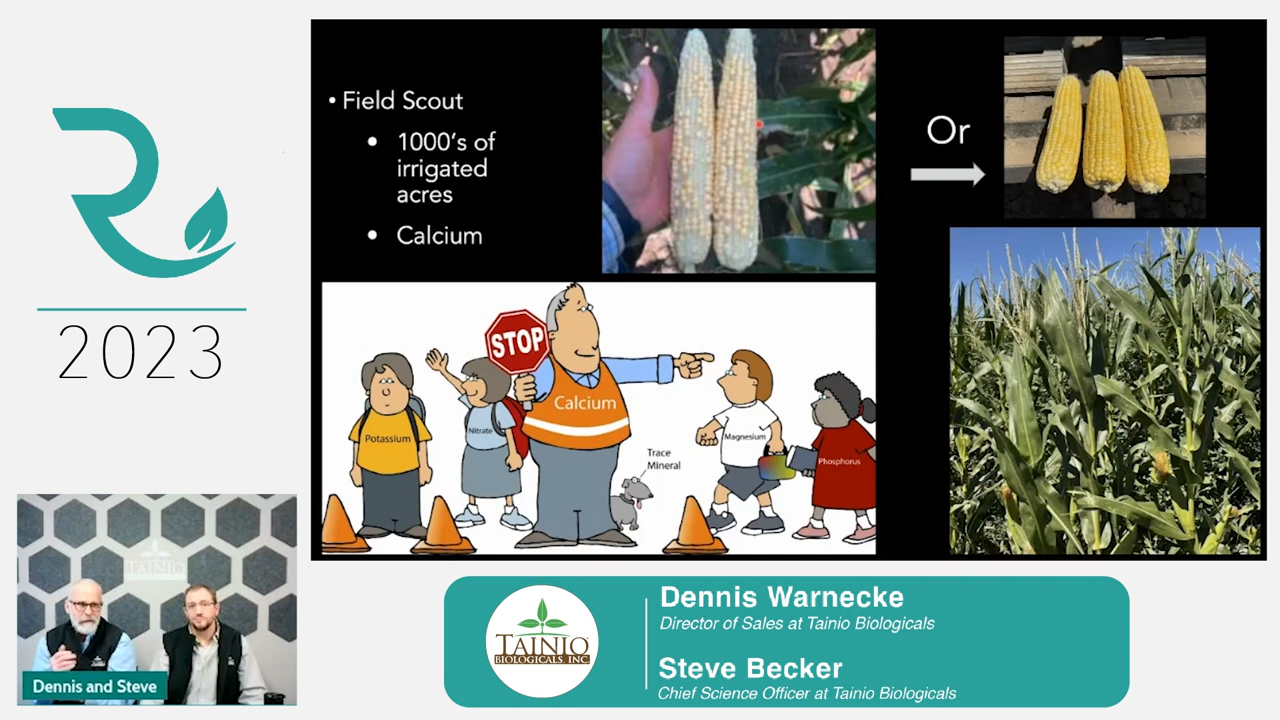 2023
• Field Scout
• 1000's of
irrigated
acres
• Calcium
Or
STOP
Calcium
Potassium
Nitrate
Trace
Mineral
Magnesium
Phosphorus
TAINIO
Dennis and Steve
TAINIO
BIOLOGICALS, INC.
Dennis Warnecke
Director of Sales at Tainio Biologicals
Steve Becker
Chief Science Officer at Tainio Biologicals